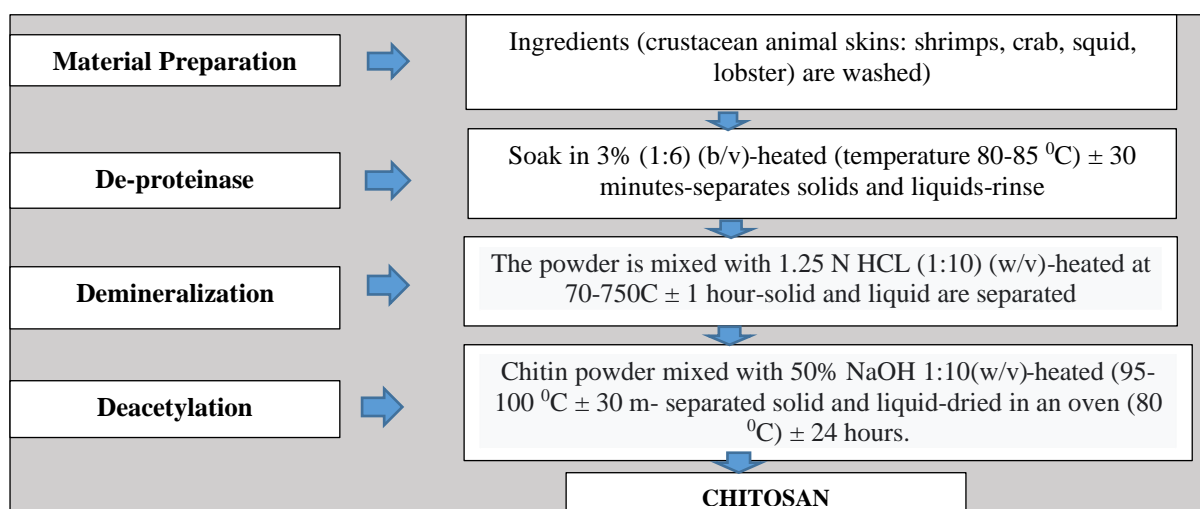 Material Preparation
Ingredients (crustacean animal skins: shrimps, crab, squid,
lobster) are washed)
De-proteinase
Soak in 3% (1:6) (b/v)-heated (temperature 80-85 ⁰C) ± 30
minutes-separates solids and liquids-rinse
Demineralization
The powder is mixed with 1.25 N HCL (1:10) (w/v)-heated at
70-750C ± 1 hour-solid and liquid are separated
Deacetylation
Chitin powder mixed with 50% NaOH 1:10(w/v)-heated (95-
100 ⁰C ± 30 m- separated solid and liquid-dried in an oven (80
⁰C) ± 24 hours.
CHITOSAN